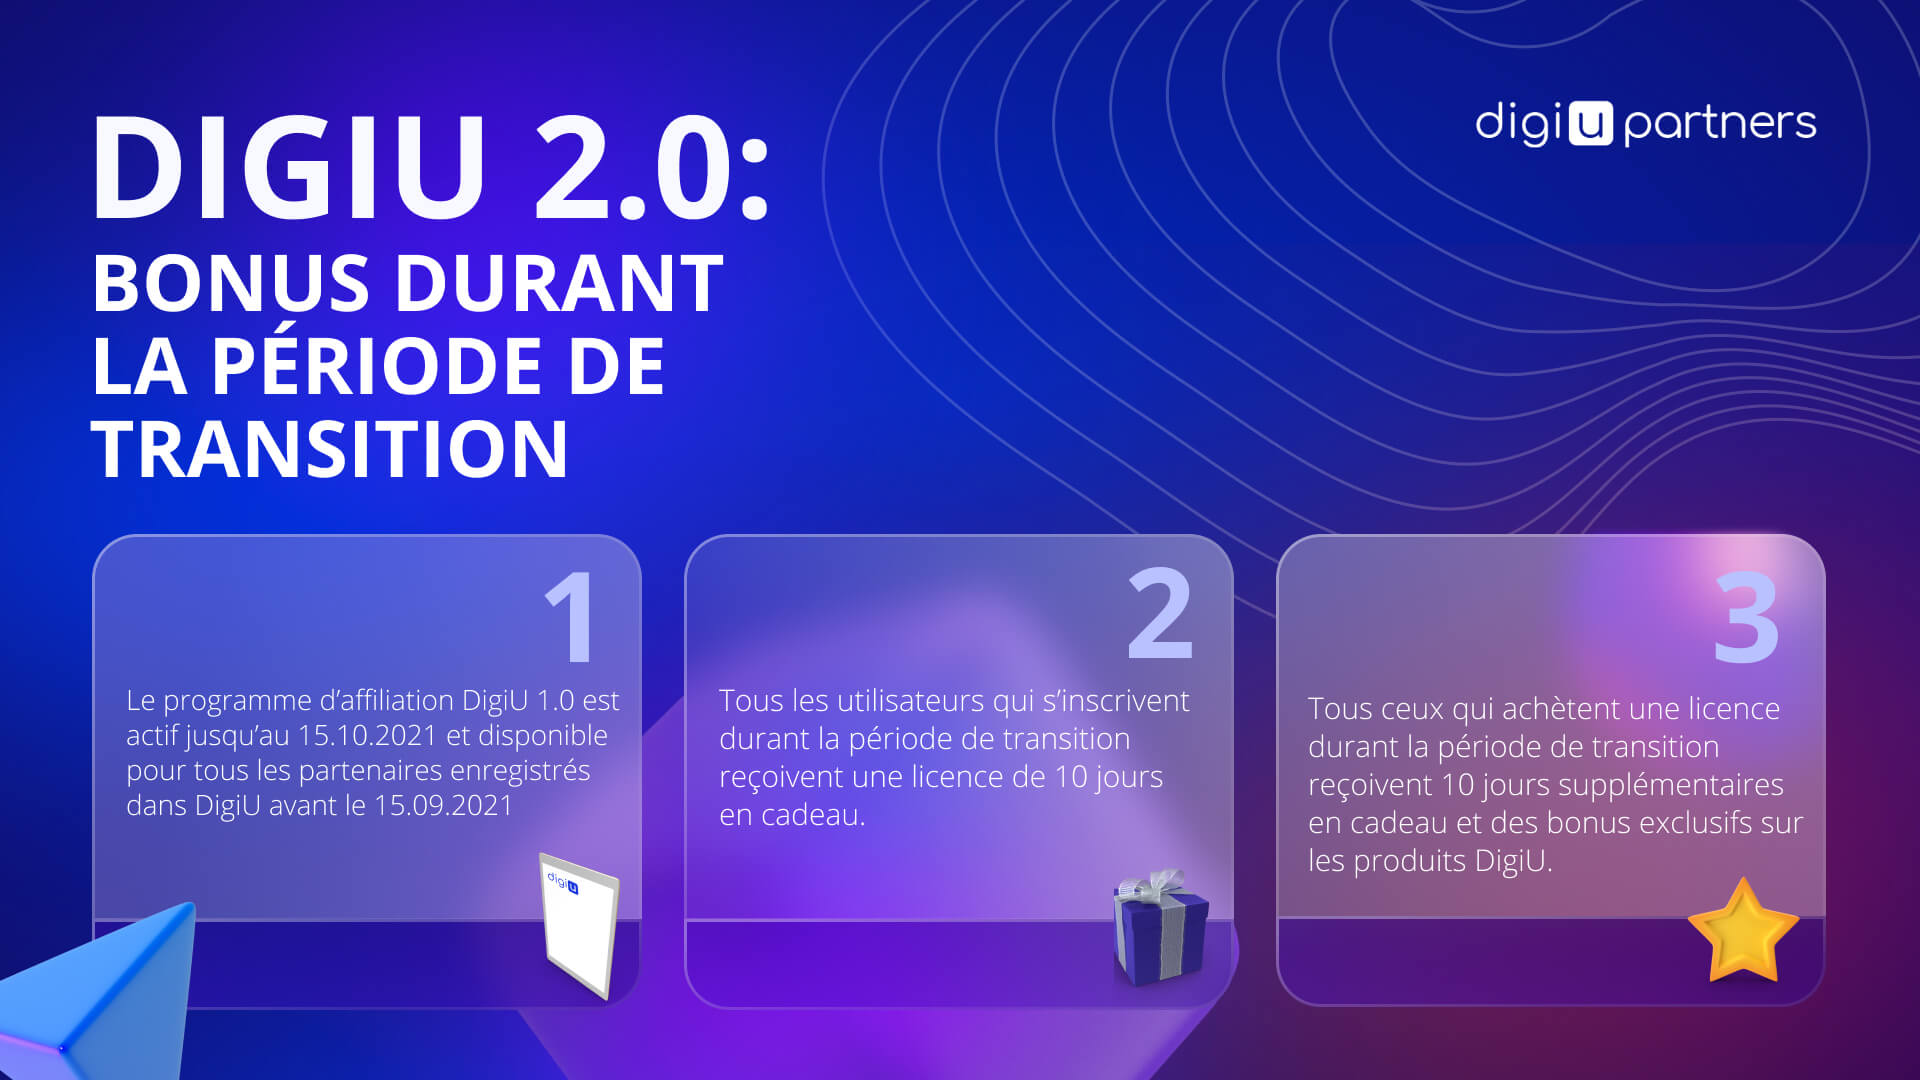 digiu partners
DIGIU 2.0:
BONUS DURANT
LA PÉRIODE DE
TRANSITION
1
Le programme d’affiliation DigiU 1.0 est
actif jusqu’au 15.10.2021 et disponible
pour tous les partenaires enregistrés
dans DigiU avant le 15.09.2021
digiu
2
Tous les utilisateurs qui s’inscrivent
durant la période de transition
reçoivent une licence de 10 jours
en cadeau.
3
Tous ceux qui achètent une licence
durant la période de transition
reçoivent 10 jours supplémentaires
en cadeau et des bonus exclusifs sur
les produits DigiU.